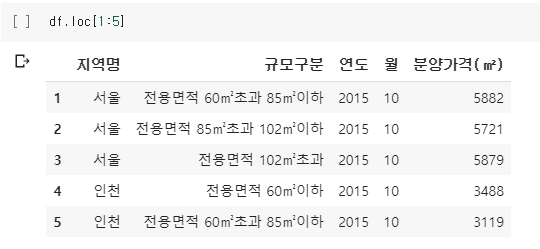 [ ] df.loc[1:5]
지역명 규모구분 연도 월 분양가격(㎡)
1 서울 전용면적 60㎡초과 85㎡이하 2015 10 5882
2 서울 전용면적 85㎡초과 102㎡이하 2015 10 5721
3 서울 전용면적 102㎡초과 2015 10 5879
4 인천 전용면적 60㎡이하 2015 10 3488
5 인천 전용면적 60㎡초과 85㎡이하 2015 10 3119